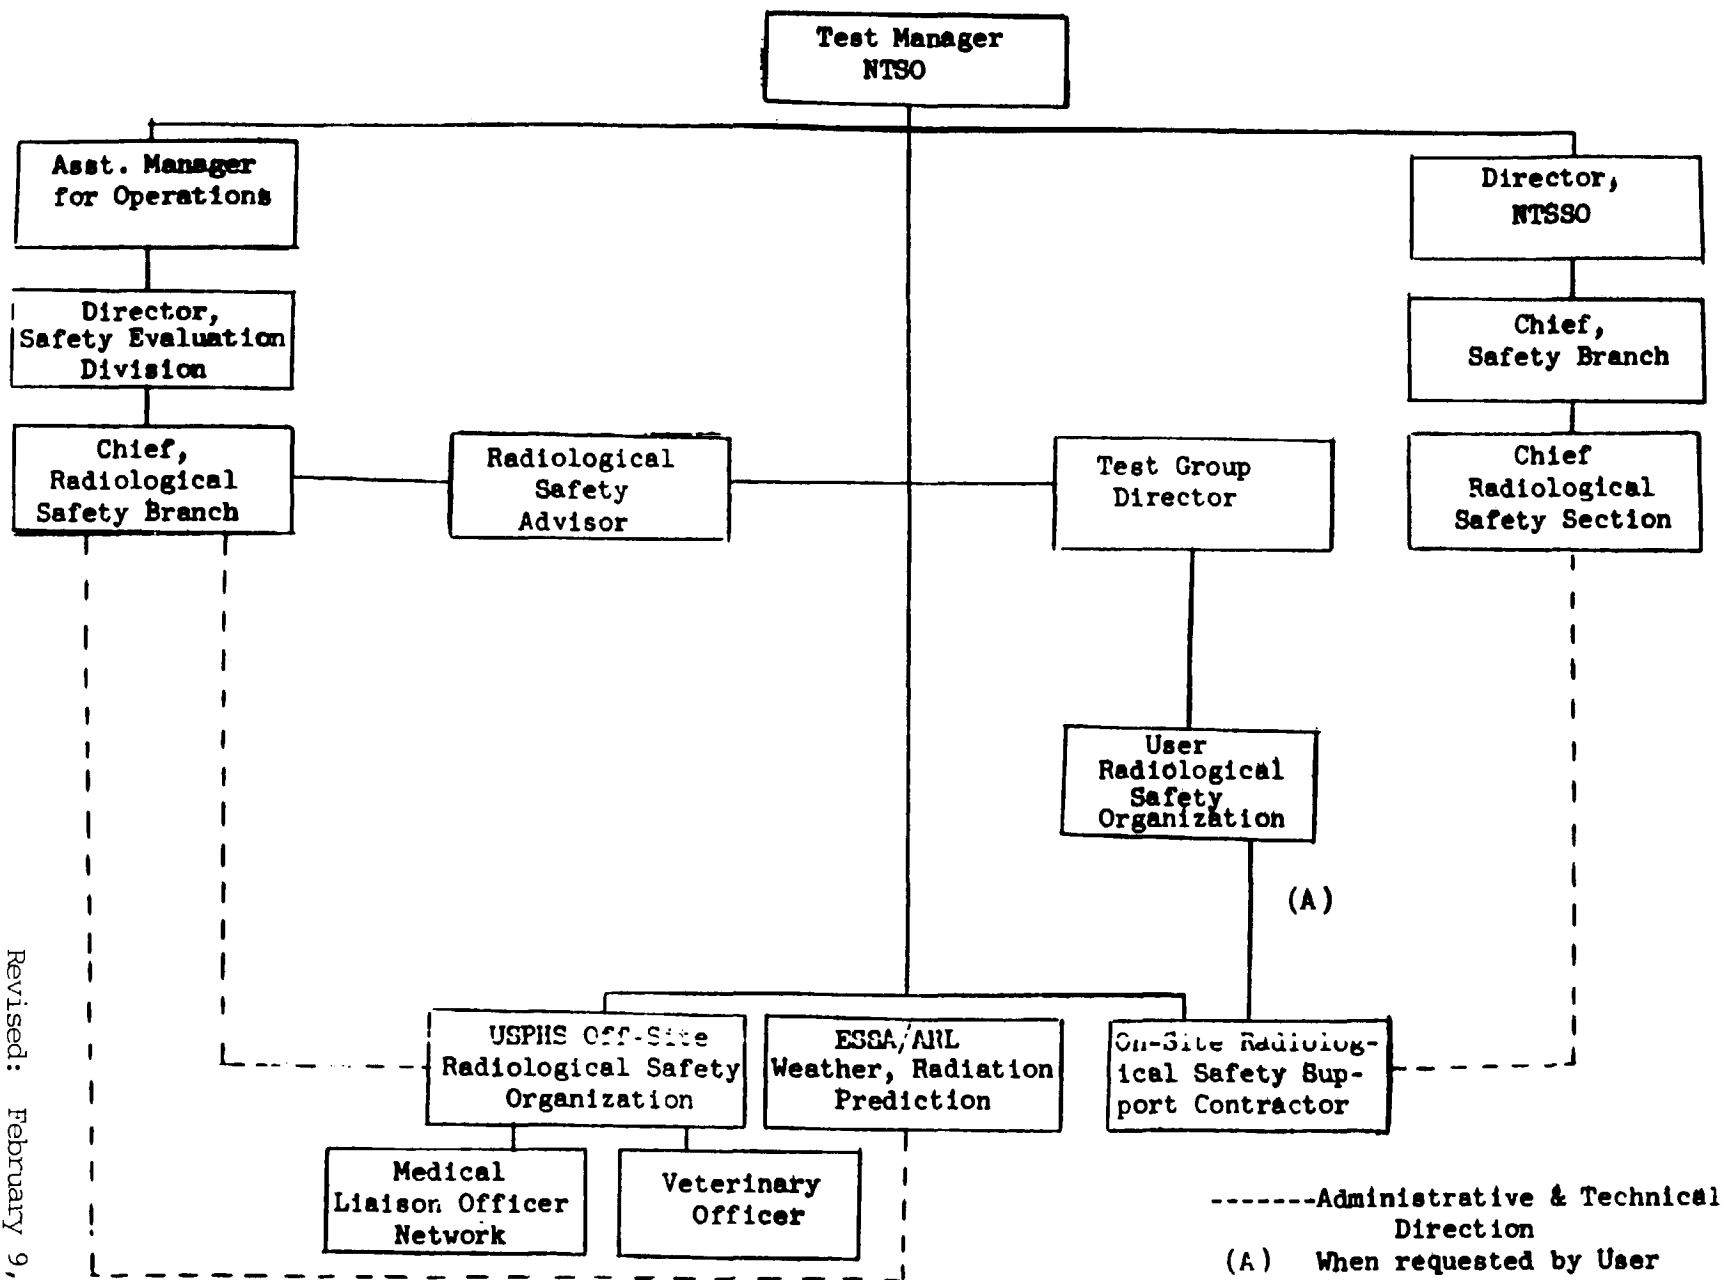 Test Manager
NTSO
Asst. Manager
for Operations
Director,
NTSSO
Director,
Safety Evaluation
Division
Chief,
Safety Branch
Chief,
Radiological
Safety Branch
Radiological
Safety
Advisor
Test Group
Director
Chief
Radiological
Safety Section
User
Radiological
Safety
Organization
(A)
USPHS Off-Site
Radiological Safety
Organization
ESSA/ARL
Weather, Radiation
Prediction
On-Site Radiolog-
ical Safety Sup-
port Contractor
Medical
Liaison Officer
Network
Veterinary
Officer
-------Administrative & Technical
Direction
(A) When requested by User
Revised: February 9,